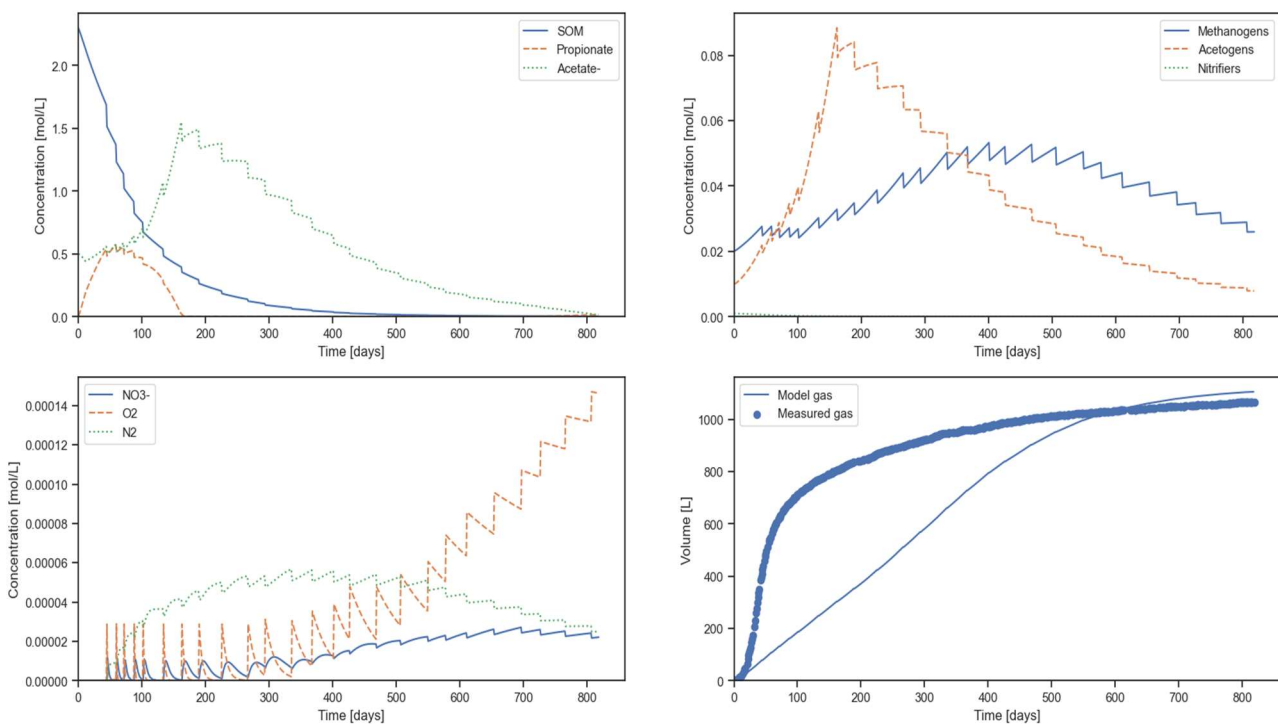 SOM
Propionate
Acetate-
Concentration [mol/L]
2.0
1.5
1.0
0.5
0.0
0 100 200 300 400 500 600 700 800
Time [days]
Methanogens
Acetogens
Nitrifiers
Concentration [mol/L]
0.08
0.06
0.04
0.02
0.00
0 100 200 300 400 500 600 700 800
Time [days]
NO3-
O2
N2
Concentration [mol/L]
0.00014
0.00012
0.00010
0.00008
0.00006
0.00004
0.00002
0.00000
0 100 200 300 400 500 600 700 800
Time [days]
Model gas
Measured gas
Volume [L]
1000
800
600
400
200
0
0 100 200 300 400 500 600 700 800
Time [days]